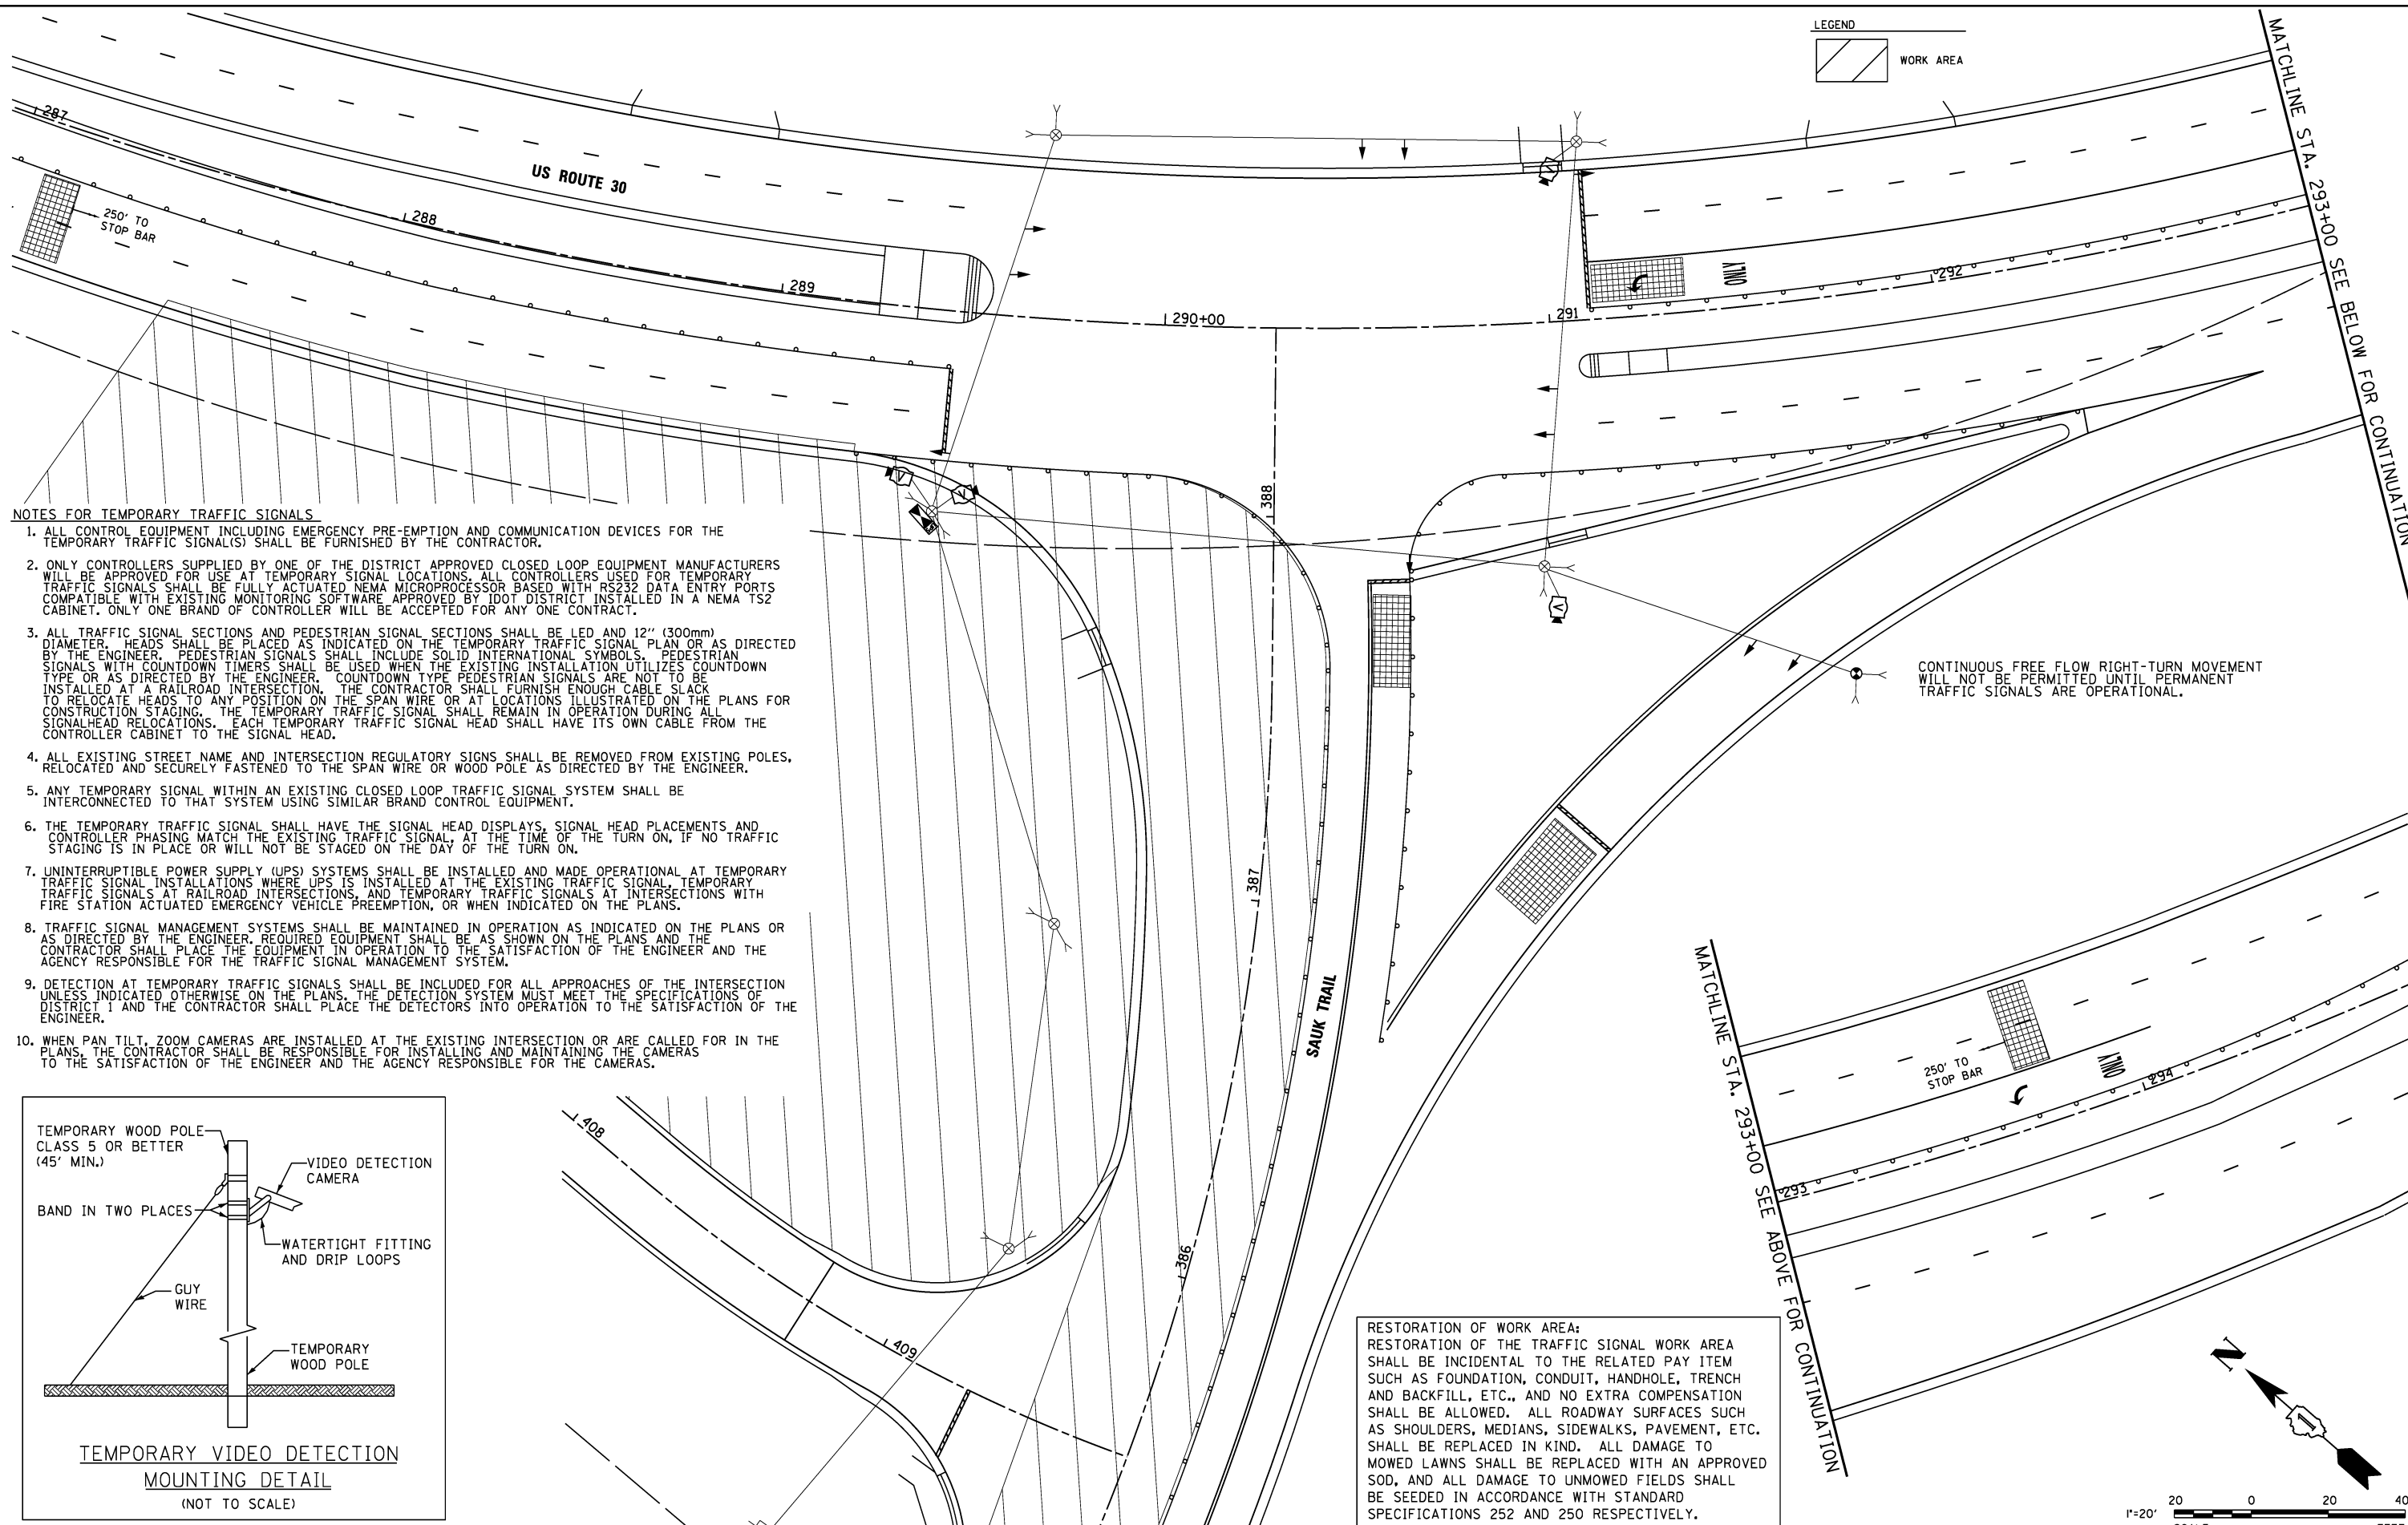 LEGEND
WORK AREA
MATCHLINE STA. 293+00 SEE BELOW FOR CONTINUATION
287
US ROUTE 30
250' TO
STOP BAR
288
289
290+00
291
ONLY
292
388
V
V
V
V
NOTES FOR TEMPORARY TRAFFIC SIGNALS
1. ALL CONTROL EQUIPMENT INCLUDING EMERGENCY PRE-EMPTION AND COMMUNICATION DEVICES FOR THE
TEMPORARY TRAFFIC SIGNAL(S) SHALL BE FURNISHED BY THE CONTRACTOR.
2. ONLY CONTROLLERS SUPPLIED BY ONE OF THE DISTRICT APPROVED CLOSED LOOP EQUIPMENT MANUFACTURERS
WILL BE APPROVED FOR USE AT TEMPORARY SIGNAL LOCATIONS. ALL CONTROLLERS USED FOR TEMPORARY
TRAFFIC SIGNALS SHALL BE FULLY ACTUATED NEMA MICROPROCESSOR BASED WITH RS232 DATA ENTRY PORTS
COMPATIBLE WITH EXISTING MONITORING SOFTWARE APPROVED BY IDOT DISTRICT INSTALLED IN A NEMA TS2
CABINET. ONLY ONE BRAND OF CONTROLLER WILL BE ACCEPTED FOR ANY ONE CONTRACT.
3. ALL TRAFFIC SIGNAL SECTIONS AND PEDESTRIAN SIGNAL SECTIONS SHALL BE LED AND 12" (300mm)
DIAMETER. HEADS SHALL BE PLACED AS INDICATED ON THE TEMPORARY TRAFFIC SIGNAL PLAN OR AS DIRECTED
BY THE ENGINEER. PEDESTRIAN SIGNALS SHALL INCLUDE SOLID INTERNATIONAL SYMBOLS. PEDESTRIAN
SIGNALS WITH COUNTDOWN TIMERS SHALL BE USED WHEN THE EXISTING INSTALLATION UTILIZES COUNTDOWN
TYPE OR AS DIRECTED BY THE ENGINEER. COUNTDOWN TYPE PEDESTRIAN SIGNALS ARE NOT TO BE
INSTALLED AT A RAILROAD INTERSECTION. THE CONTRACTOR SHALL FURNISH ENOUGH CABLE SLACK
TO RELOCATE HEADS TO ANY POSITION ON THE SPAN WIRE OR AT LOCATIONS ILLUSTRATED ON THE PLANS FOR
CONSTRUCTION STAGING. THE TEMPORARY TRAFFIC SIGNAL SHALL REMAIN IN OPERATION DURING ALL
SIGNALHEAD RELOCATIONS. EACH TEMPORARY TRAFFIC SIGNAL HEAD SHALL HAVE ITS OWN CABLE FROM THE
CONTROLLER CABINET TO THE SIGNAL HEAD.
4. ALL EXISTING STREET NAME AND INTERSECTION REGULATORY SIGNS SHALL BE REMOVED FROM EXISTING POLES,
RELOCATED AND SECURELY FASTENED TO THE SPAN WIRE OR WOOD POLE AS DIRECTED BY THE ENGINEER.
5. ANY TEMPORARY SIGNAL WITHIN AN EXISTING CLOSED LOOP TRAFFIC SIGNAL SYSTEM SHALL BE
INTERCONNECTED TO THAT SYSTEM USING SIMILAR BRAND CONTROL EQUIPMENT.
6. THE TEMPORARY TRAFFIC SIGNAL SHALL HAVE THE SIGNAL HEAD DISPLAYS, SIGNAL HEAD PLACEMENTS AND
CONTROLLER PHASING MATCH THE EXISTING TRAFFIC SIGNAL, AT THE TIME OF THE TURN ON, IF NO TRAFFIC
STAGING IS IN PLACE OR WILL NOT BE STAGED ON THE DAY OF THE TURN ON.
7. UNINTERRUPTIBLE POWER SUPPLY (UPS) SYSTEMS SHALL BE INSTALLED AND MADE OPERATIONAL AT TEMPORARY
TRAFFIC SIGNAL INSTALLATIONS WHERE UPS IS INSTALLED AT THE EXISTING TRAFFIC SIGNAL, TEMPORARY
TRAFFIC SIGNALS AT RAILROAD INTERSECTIONS, AND TEMPORARY TRAFFIC SIGNALS AT INTERSECTIONS WITH
FIRE STATION ACTUATED EMERGENCY VEHICLE PREEMPTION, OR WHEN INDICATED ON THE PLANS.
8. TRAFFIC SIGNAL MANAGEMENT SYSTEMS SHALL BE MAINTAINED IN OPERATION AS INDICATED ON THE PLANS OR
AS DIRECTED BY THE ENGINEER. REQUIRED EQUIPMENT SHALL BE AS SHOWN ON THE PLANS AND THE
CONTRACTOR SHALL PLACE THE EQUIPMENT IN OPERATION TO THE SATISFACTION OF THE ENGINEER AND THE
AGENCY RESPONSIBLE FOR THE TRAFFIC SIGNAL MANAGEMENT SYSTEM.
9. DETECTION AT TEMPORARY TRAFFIC SIGNALS SHALL BE INCLUDED FOR ALL APPROACHES OF THE INTERSECTION
UNLESS INDICATED OTHERWISE ON THE PLANS. THE DETECTION SYSTEM MUST MEET THE SPECIFICATIONS OF
DISTRICT 1 AND THE CONTRACTOR SHALL PLACE THE DETECTORS INTO OPERATION TO THE SATISFACTION OF THE
ENGINEER.
10. WHEN PAN TILT, ZOOM CAMERAS ARE INSTALLED AT THE EXISTING INTERSECTION OR ARE CALLED FOR IN THE
PLANS, THE CONTRACTOR SHALL BE RESPONSIBLE FOR INSTALLING AND MAINTAINING THE CAMERAS
TO THE SATISFACTION OF THE ENGINEER AND THE AGENCY RESPONSIBLE FOR THE CAMERAS.
CONTINUOUS FREE FLOW RIGHT-TURN MOVEMENT
WILL NOT BE PERMITTED UNTIL PERMANENT
TRAFFIC SIGNALS ARE OPERATIONAL.
387
386
SAUK TRAIL
408
409
MATCHLINE STA. 293+00 SEE ABOVE FOR CONTINUATION
250' TO
STOP BAR
ONLY
293
294
TEMPORARY WOOD POLE
CLASS 5 OR BETTER
(45' MIN.)
VIDEO DETECTION
CAMERA
BAND IN TWO PLACES
WATERTIGHT FITTING
AND DRIP LOOPS
GUY
WIRE
TEMPORARY
WOOD POLE
TEMPORARY VIDEO DETECTION
MOUNTING DETAIL
(NOT TO SCALE)
RESTORATION OF WORK AREA:
RESTORATION OF THE TRAFFIC SIGNAL WORK AREA
SHALL BE INCIDENTAL TO THE RELATED PAY ITEM
SUCH AS FOUNDATION, CONDUIT, HANDHOLE, TRENCH
AND BACKFILL, ETC., AND NO EXTRA COMPENSATION
SHALL BE ALLOWED. ALL ROADWAY SURFACES SUCH
AS SHOULDERS, MEDIANS, SIDEWALKS, PAVEMENT, ETC.
SHALL BE REPLACED IN KIND. ALL DAMAGE TO
MOWED LAWNS SHALL BE REPLACED WITH AN APPROVED
SOD, AND ALL DAMAGE TO UNMOWED FIELDS SHALL
BE SEEDED IN ACCORDANCE WITH STANDARD
SPECIFICATIONS 252 AND 250 RESPECTIVELY.
N
20 0 20 40
1"=20'